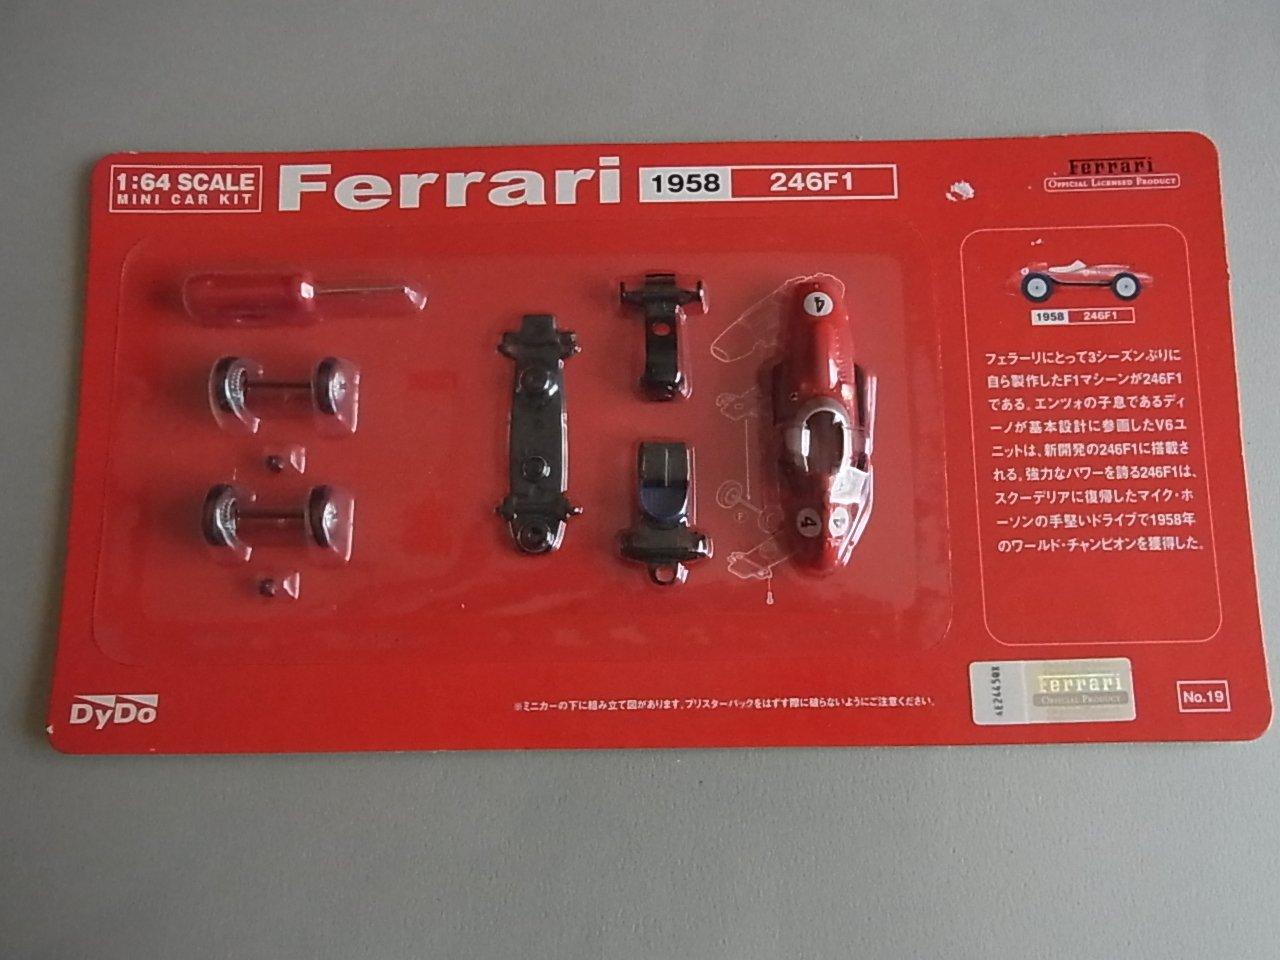 1:64 SCALE
MINI CAR KIT
Ferrari
1958 246F1
Ferrari
OFFICIAL LICENSED PRODUCT
4
4
4
F
1958 246F1
フェラーリにとって3シーズンぶりに
自ら製作したF1マシーンが246F1
である。エンツォの子息であるディ
ーノが基本設計に参画したV6ユ
ニットは、新開発の246F1に搭載さ
れる。強力なパワーを誇る246F1は、
スクーデリアに復帰したマイク・ホ
ーソンの手堅いドライブで1958年
のワールド・チャンピオンを獲得した。
DyDo
※ミニカーの下に組み立て図があります。ブリスターパックをはずす際に破らないようにご注意ください。
Ferrari
OFFICIAL PRODUCT
No.19